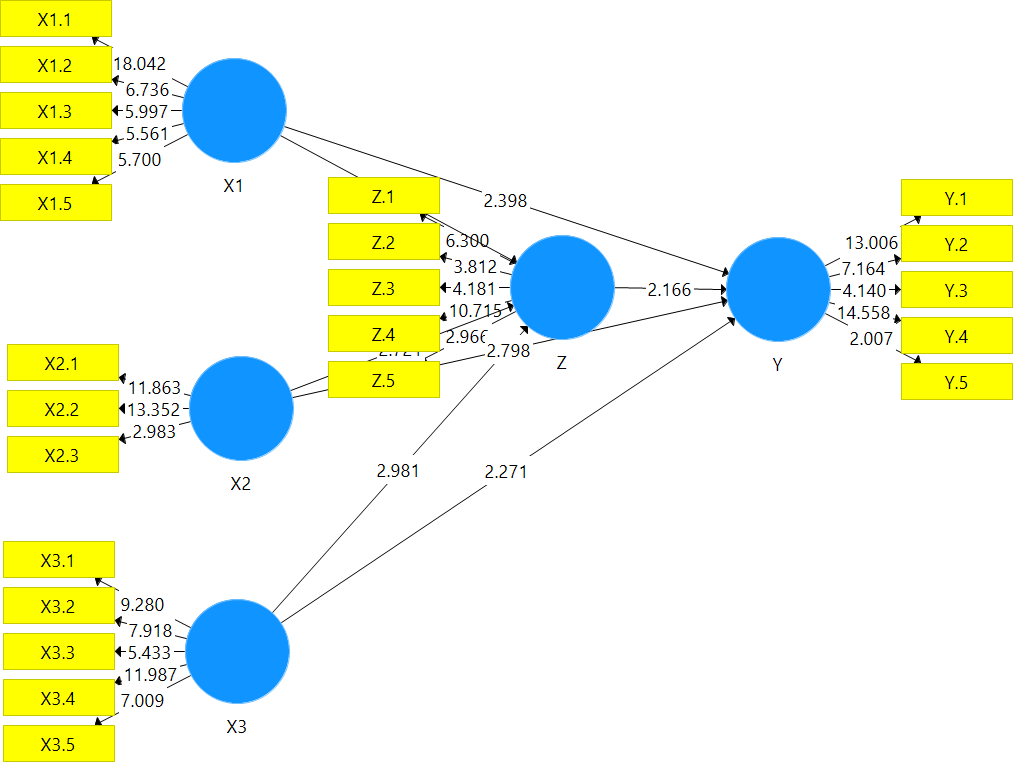 X1.1
X1.2
X1.3
X1.4
X1.5
18.042
6.736
5.997
5.561
5.700
X1
2.398
Z.1
Z.2
Z.3
Z.4
Z.5
6.300
3.812
4.181
10.715
2.966
2.798
Z
2.166
Y
13.006
7.164
4.140
14.558
2.007
Y.1
Y.2
Y.3
Y.4
Y.5
X2.1
X2.2
X2.3
11.863
13.352
2.983
X2
2.981
2.271
X3.1
X3.2
X3.3
X3.4
X3.5
9.280
7.918
5.433
11.987
7.009
X3